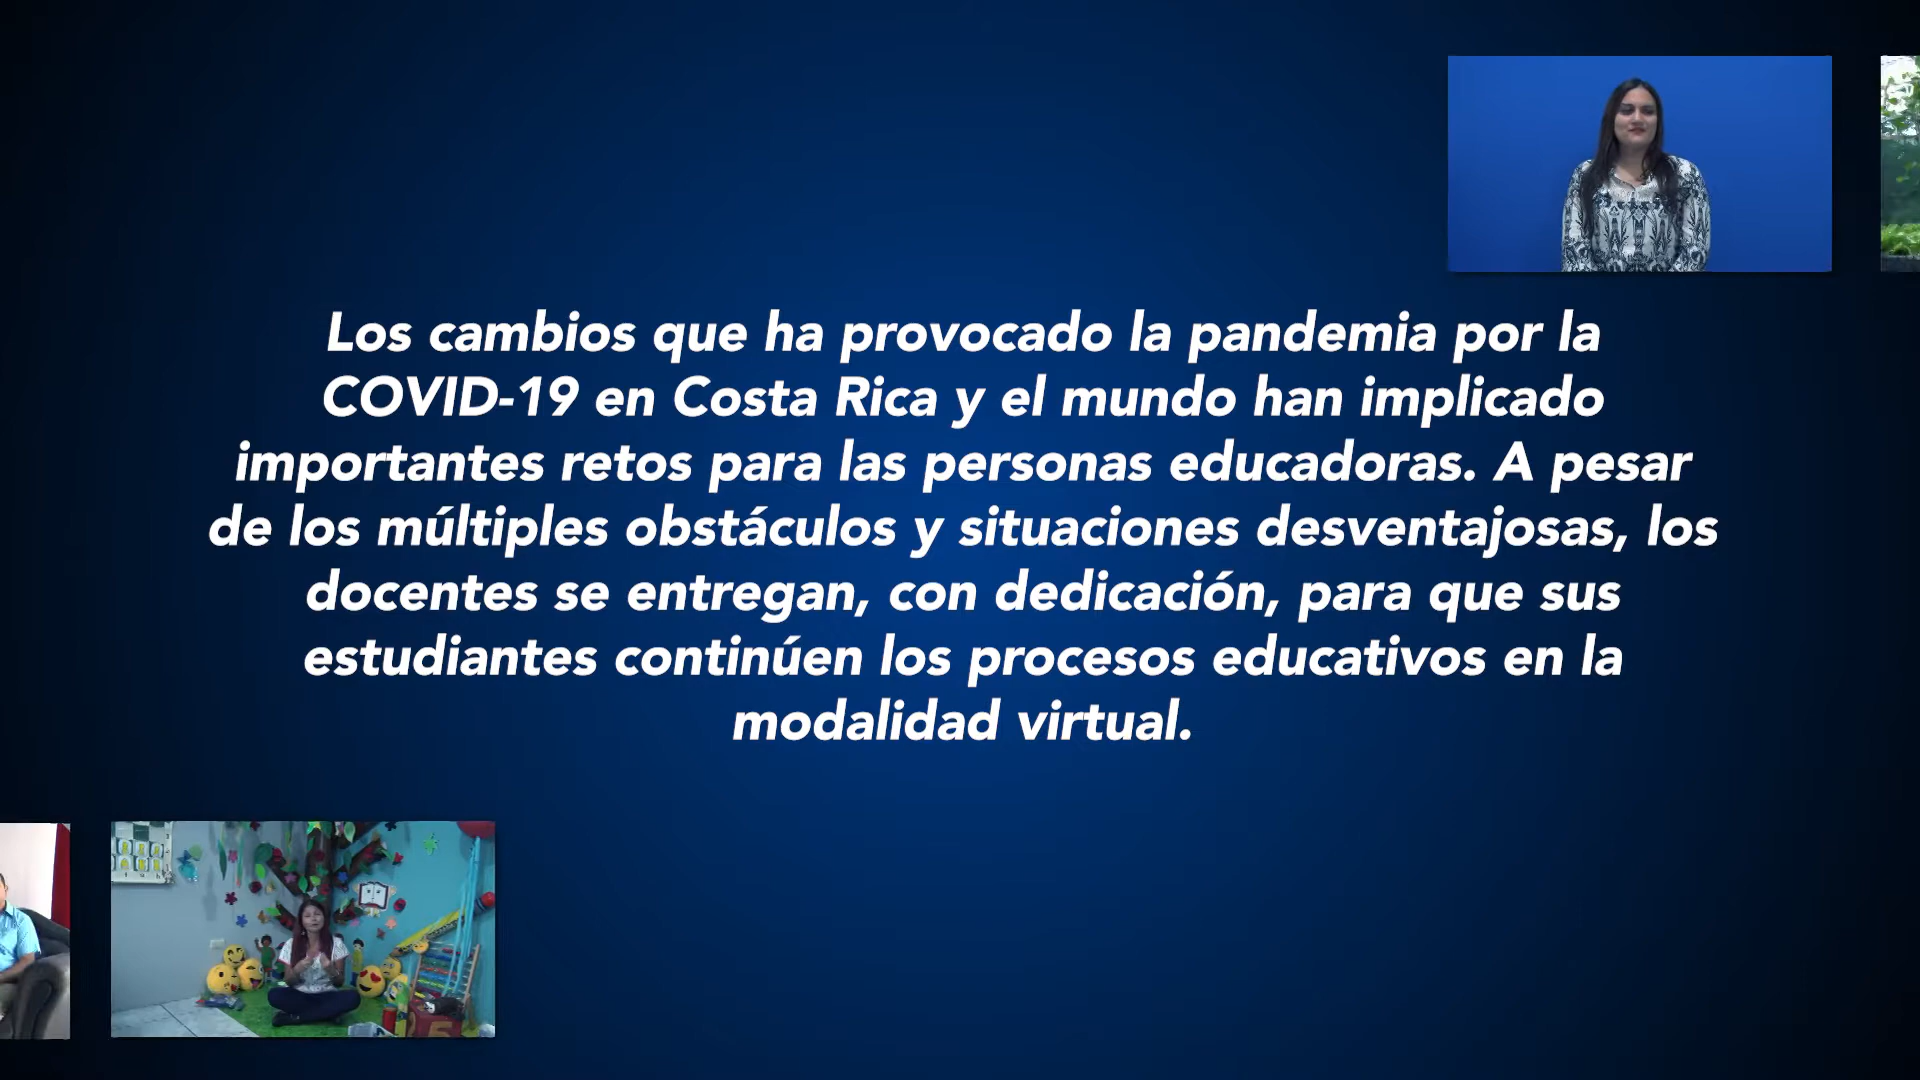 Los cambios que ha provocado la pandemia por la
COVID-19 en Costa Rica y el mundo han implicado
importantes retos para las personas educadoras. A pesar
de los múltiples obstáculos y situaciones desventajosas, los
docentes se entregan, con dedicación, para que sus
estudiantes continúen los procesos educativos en la
modalidad virtual.